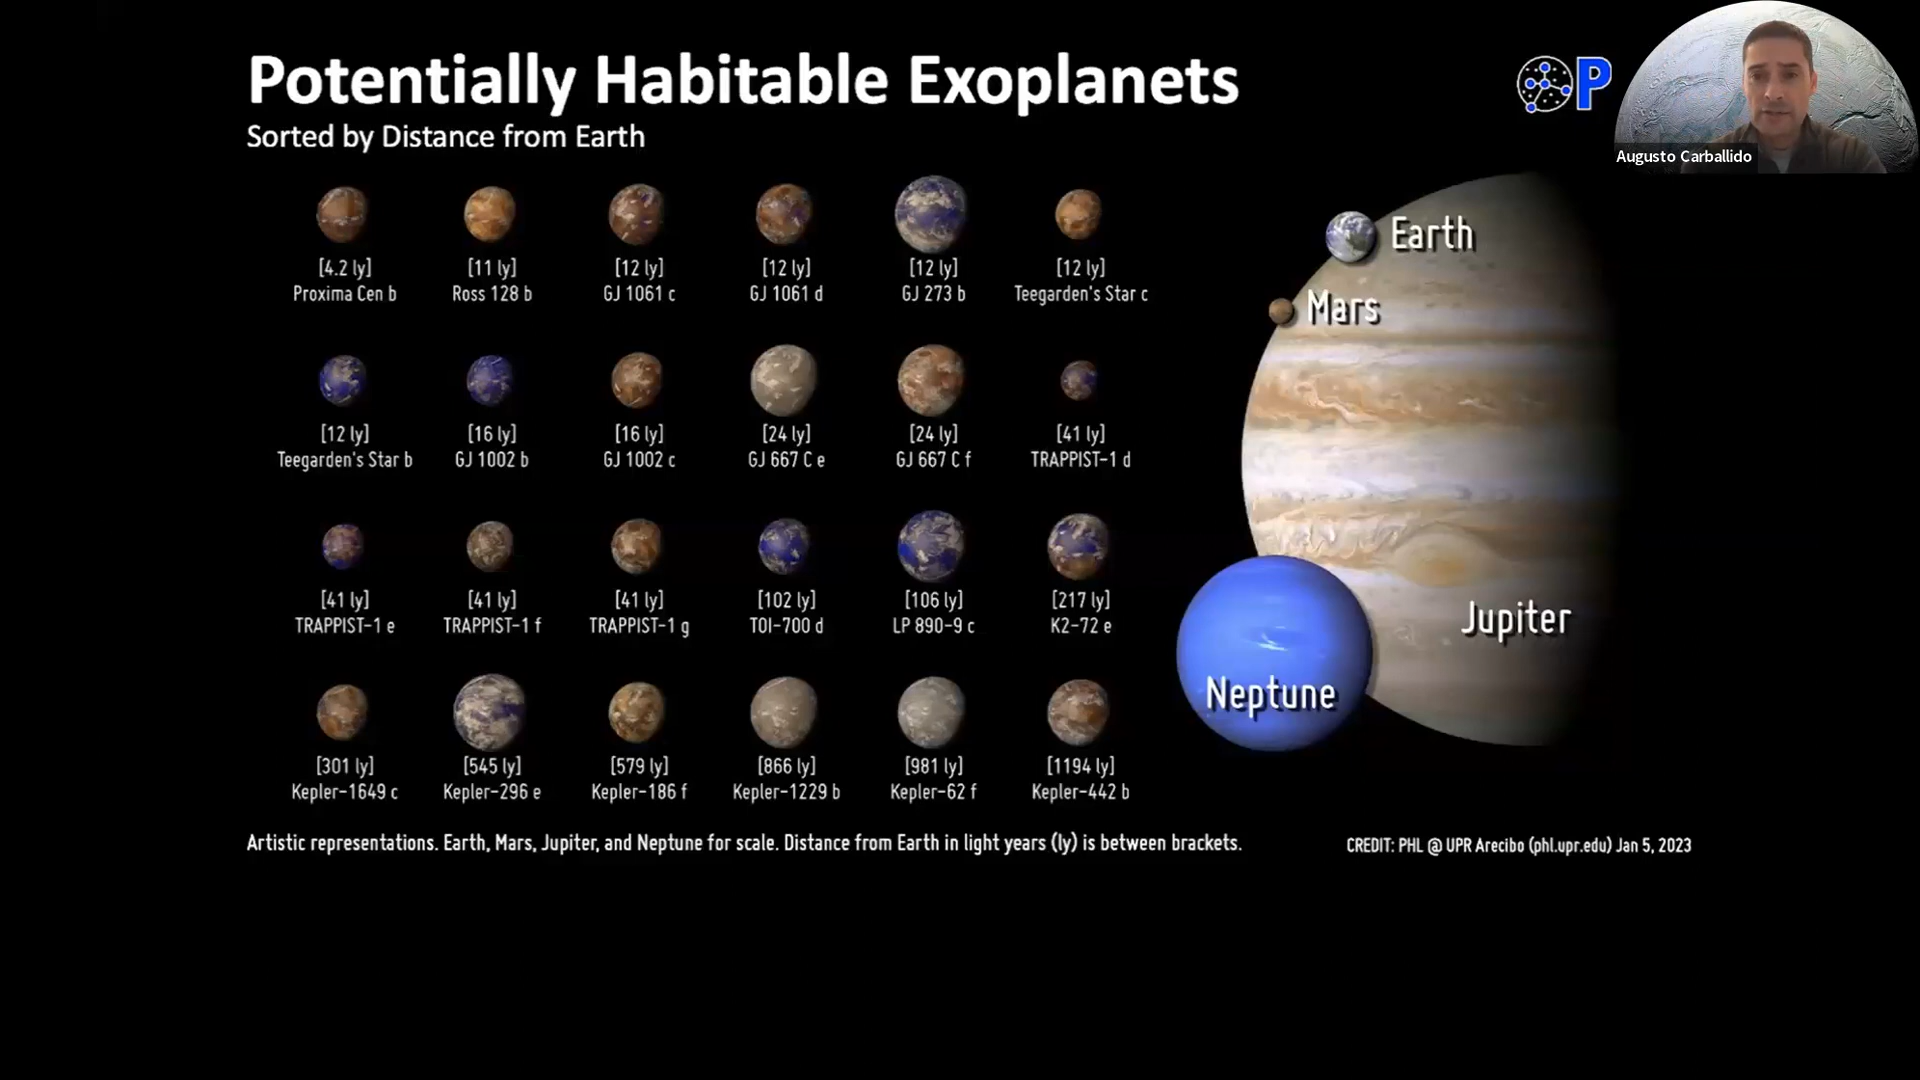 Potentially Habitable Exoplanets
Sorted by Distance from Earth
P
Augusto Carballido
[4.2 ly]
Proxima Cen b
[11 ly]
Ross 128 b
[12 ly]
GJ 1061 c
[12 ly]
GJ 1061 d
[12 ly]
GJ 273 b
[12 ly]
Teegarden's Star c
[12 ly]
Teegarden's Star b
[16 ly]
GJ 1002 b
[16 ly]
GJ 1002 c
[24 ly]
GJ 667 C e
[24 ly]
GJ 667 C f
[41 ly]
TRAPPIST-1 d
[41 ly]
TRAPPIST-1 e
[41 ly]
TRAPPIST-1 f
[41 ly]
TRAPPIST-1 g
[102 ly]
TOI-700 d
[106 ly]
LP 890-9 c
[217 ly]
K2-72 e
[301 ly]
Kepler-1649 c
[545 ly]
Kepler-296 e
[579 ly]
Kepler-186 f
[866 ly]
Kepler-1229 b
[981 ly]
Kepler-62 f
[1194 ly]
Kepler-442 b
Earth
Mars
Jupiter
Neptune
Artistic representations. Earth, Mars, Jupiter, and Neptune for scale. Distance from Earth in light years (ly) is between brackets.
CREDIT: PHL @ UPR Arecibo (phl.upr.edu) Jan 5, 2023